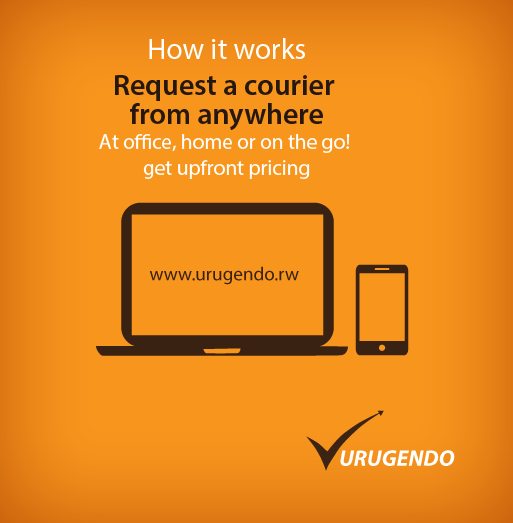 How it works
Request a courier
from anywhere
At office, home or on the go!
get upfront pricing
www.urugendo.rw
URUGENDO